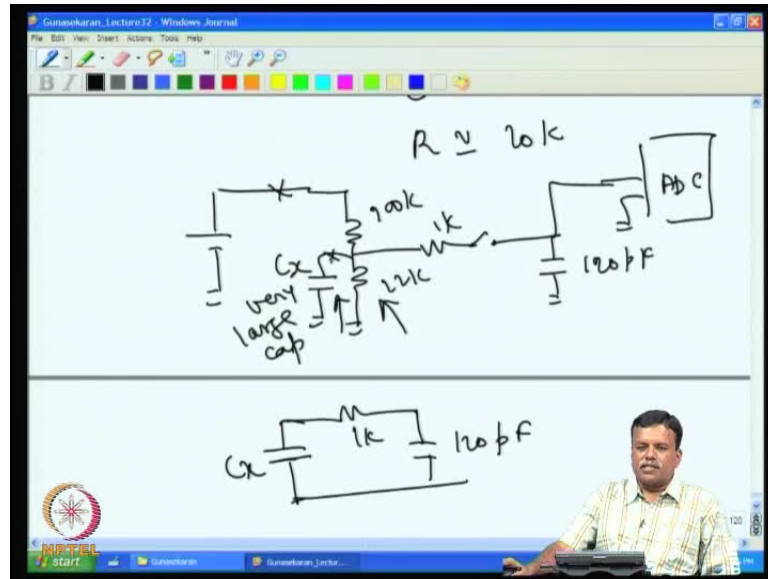 Gunasekaran_Lecture32 - Windows Journal
File Edit View Insert Actions Tools Help
B I
R ≃ 20k
900k
1k
ADC
Cx
very
large
cap
22k
120pF
Cx
1k
120pF
120
NPTEL
start
Gunasekaran
Gunasekaran_Lectur...